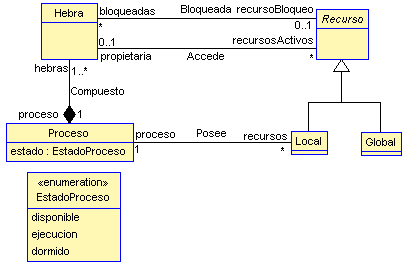 Hebra
bloqueadas Bloqueada recursoBloqueo
* 0..1
Recurso
0..1 recursosActivos
propietaria Accede *
hebras 1..*
Compuesto
proceso 1
Proceso
estado : EstadoProceso
proceso Posee recursos
1 *
Local
Global
«enumeration»
EstadoProceso
disponible
ejecucion
dormido